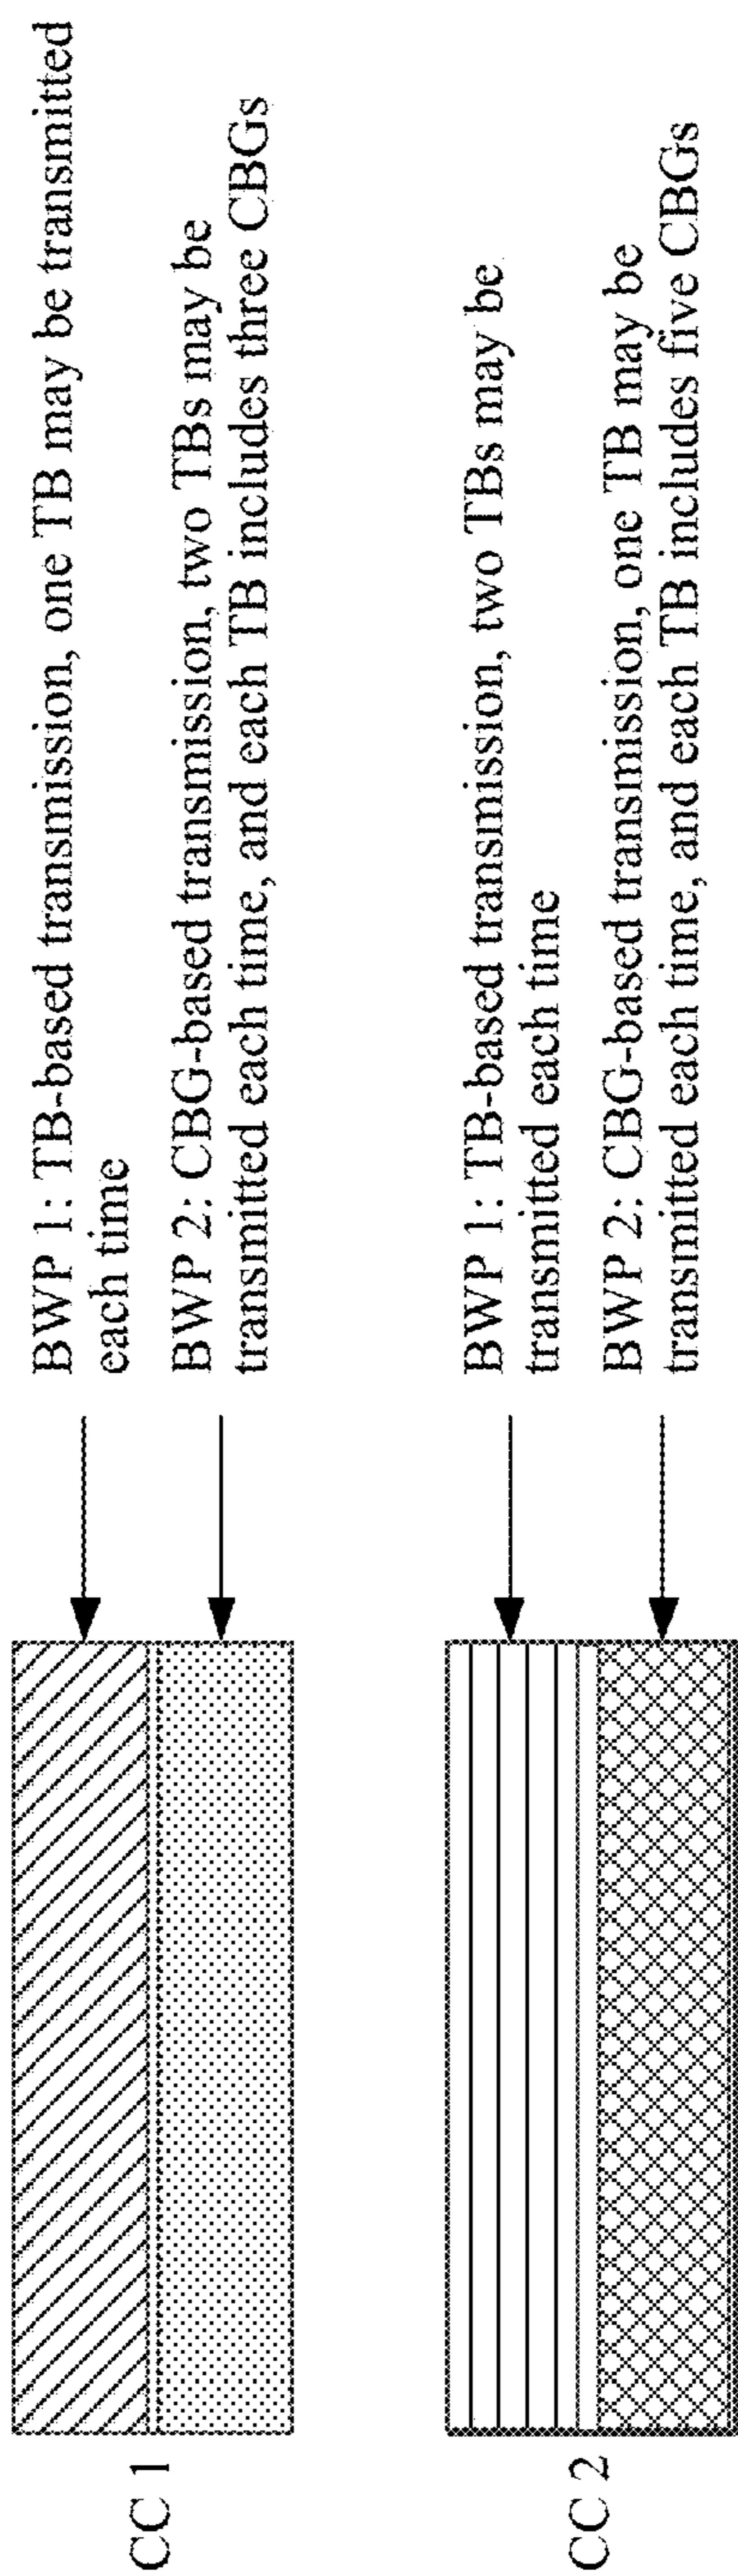 BWP 1: TB-based transmission, one TB may be transmitted
each time
BWP 2: CBG-based transmission, two TBs may be
transmitted each time, and each TB includes three CBGs
CC 1
BWP 1: TB-based transmission, two TBs may be
transmitted each time
BWP 2: CBG-based transmission, one TB may be
transmitted each time, and each TB includes five CBGs
CC 2